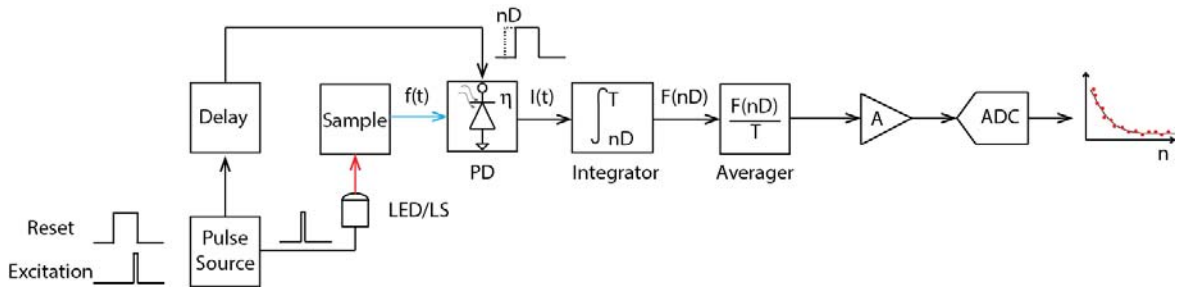 nD
Delay
Sample
f(t)
η
I(t)
∫ T nD
F(nD)
F(nD)
T
A
ADC
n
PD
Integrator
Averager
LED/LS
Reset
Excitation
Pulse
Source